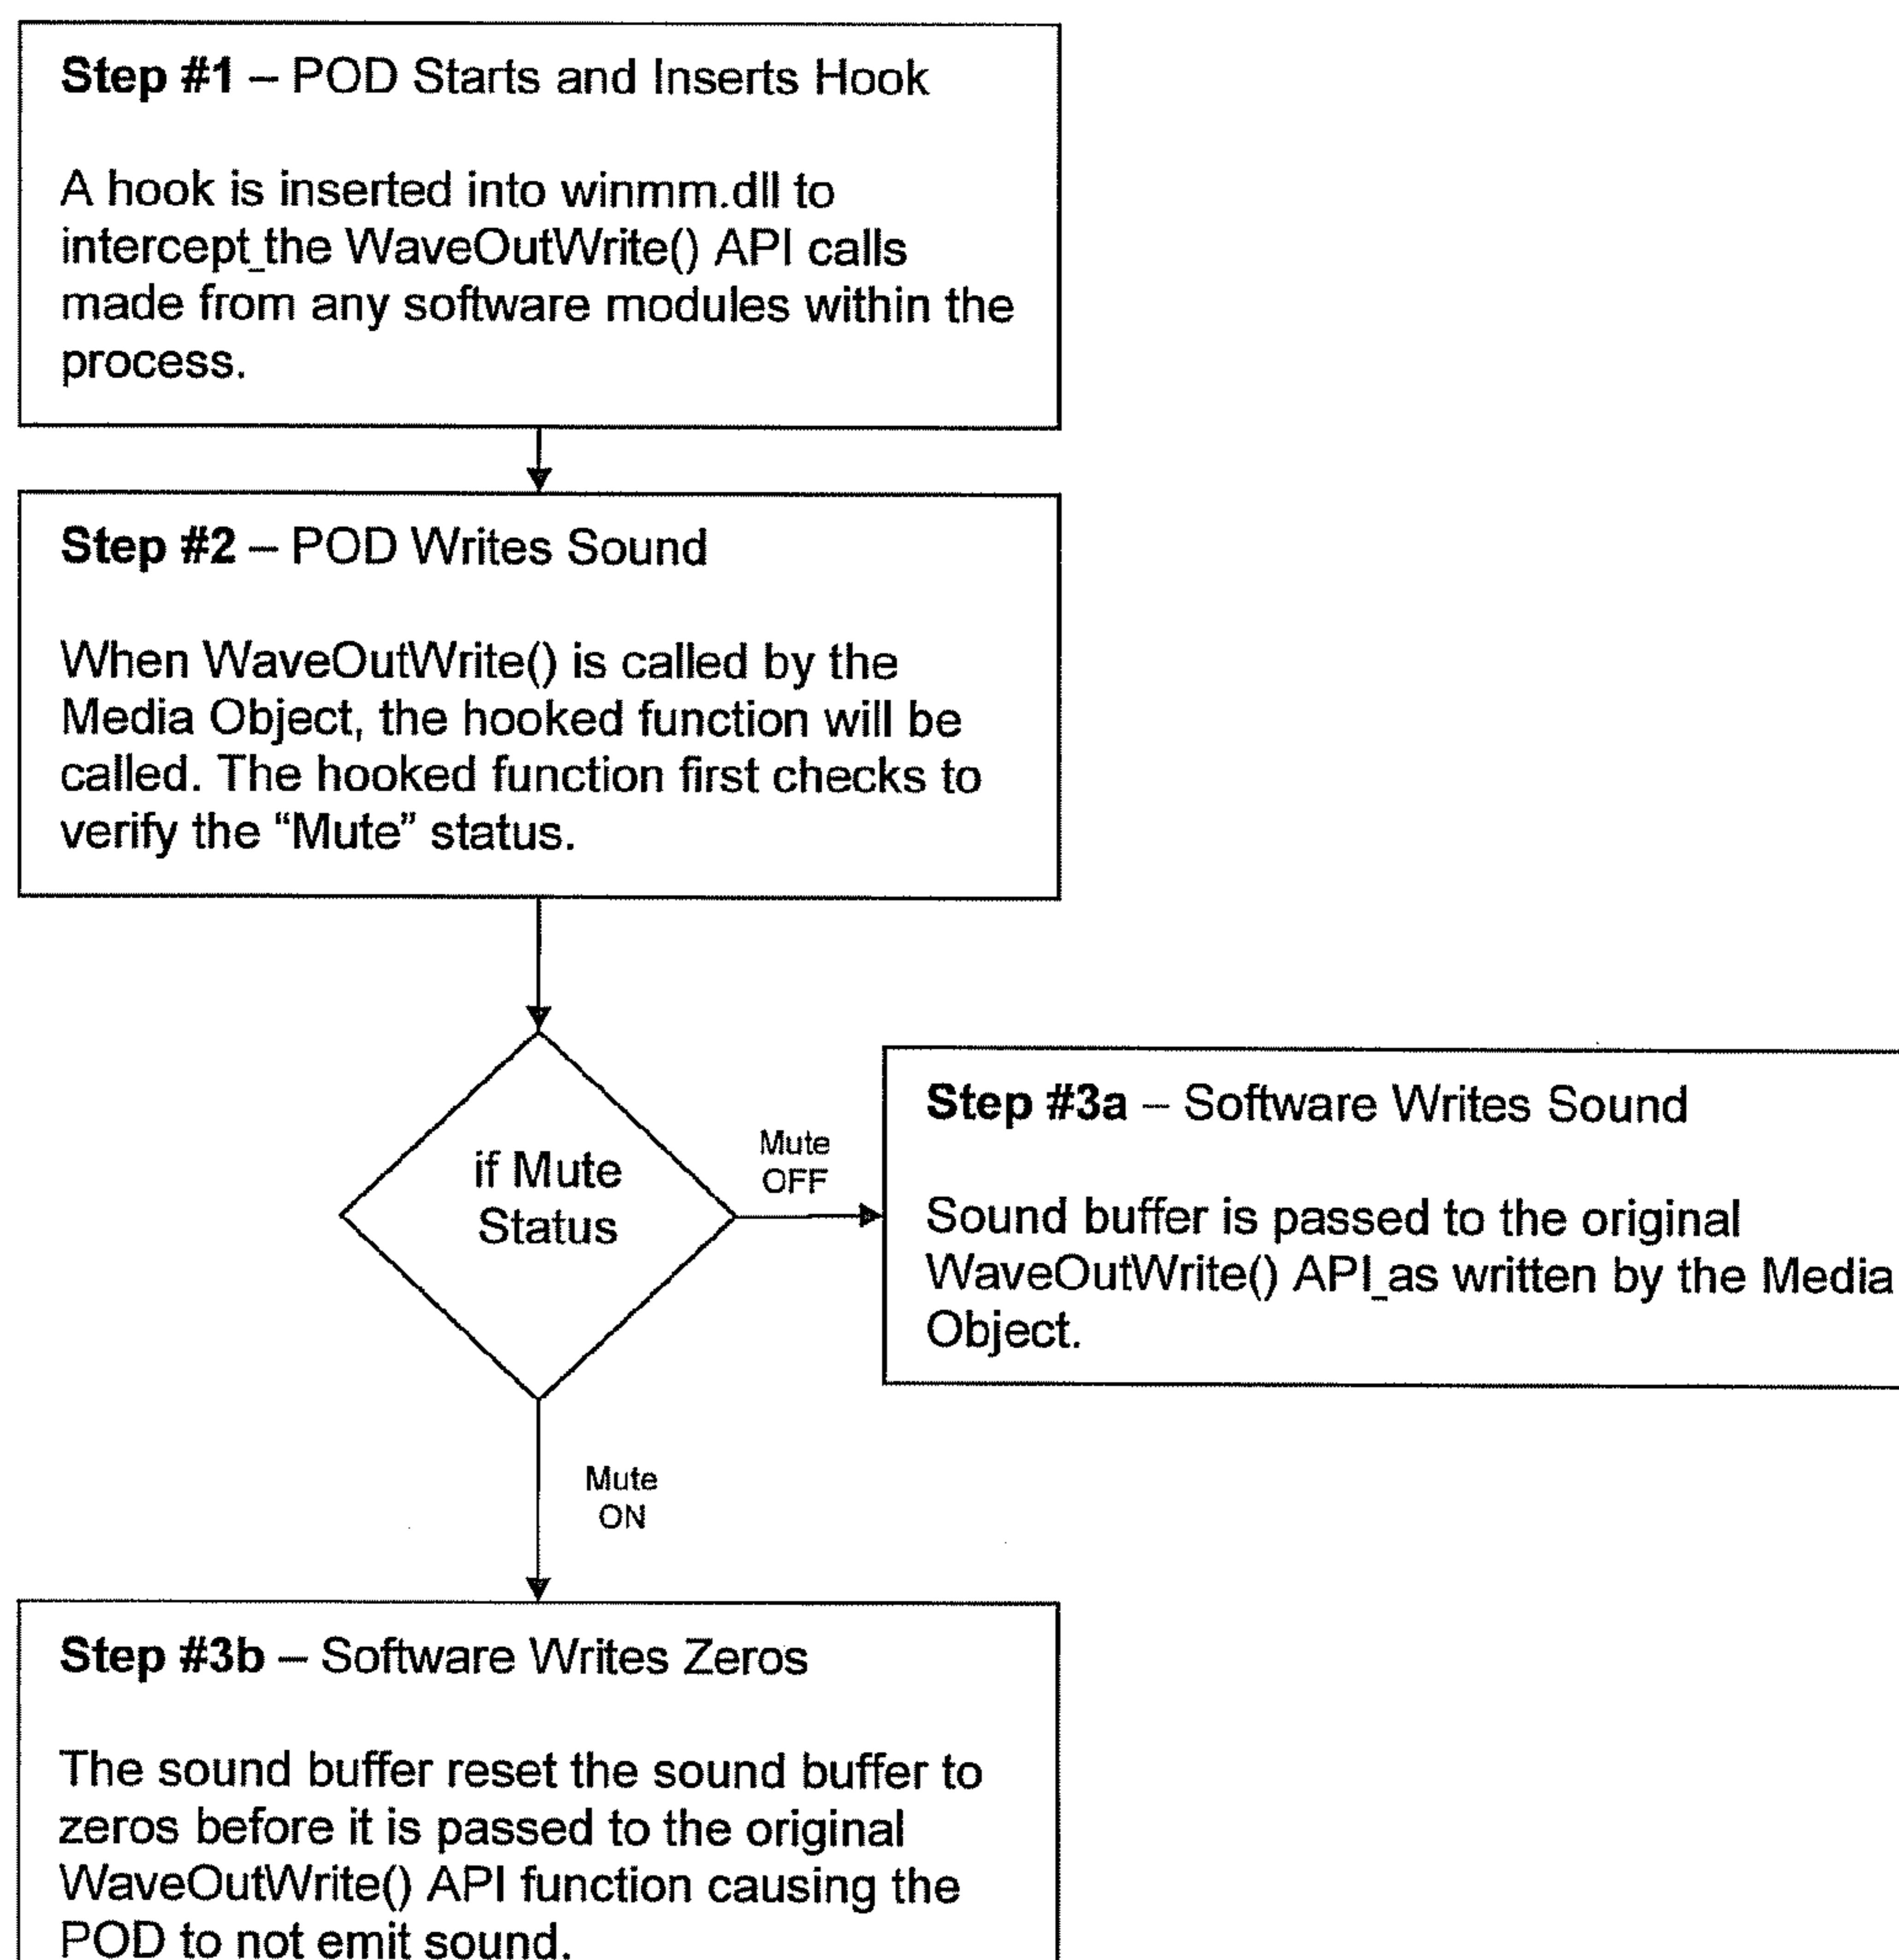 Step #1 – POD Starts and Inserts Hook
A hook is inserted into winmm.dll to
intercept_the WaveOutWrite() API calls
made from any software modules within the
process.
Step #2 – POD Writes Sound
When WaveOutWrite() is called by the
Media Object, the hooked function will be
called. The hooked function first checks to
verify the “Mute” status.
if Mute
Status
Mute
OFF
Step #3a – Software Writes Sound
Sound buffer is passed to the original
WaveOutWrite() API_as written by the Media
Object.
Mute
ON
Step #3b – Software Writes Zeros
The sound buffer reset the sound buffer to
zeros before it is passed to the original
WaveOutWrite() API function causing the
POD to not emit sound.